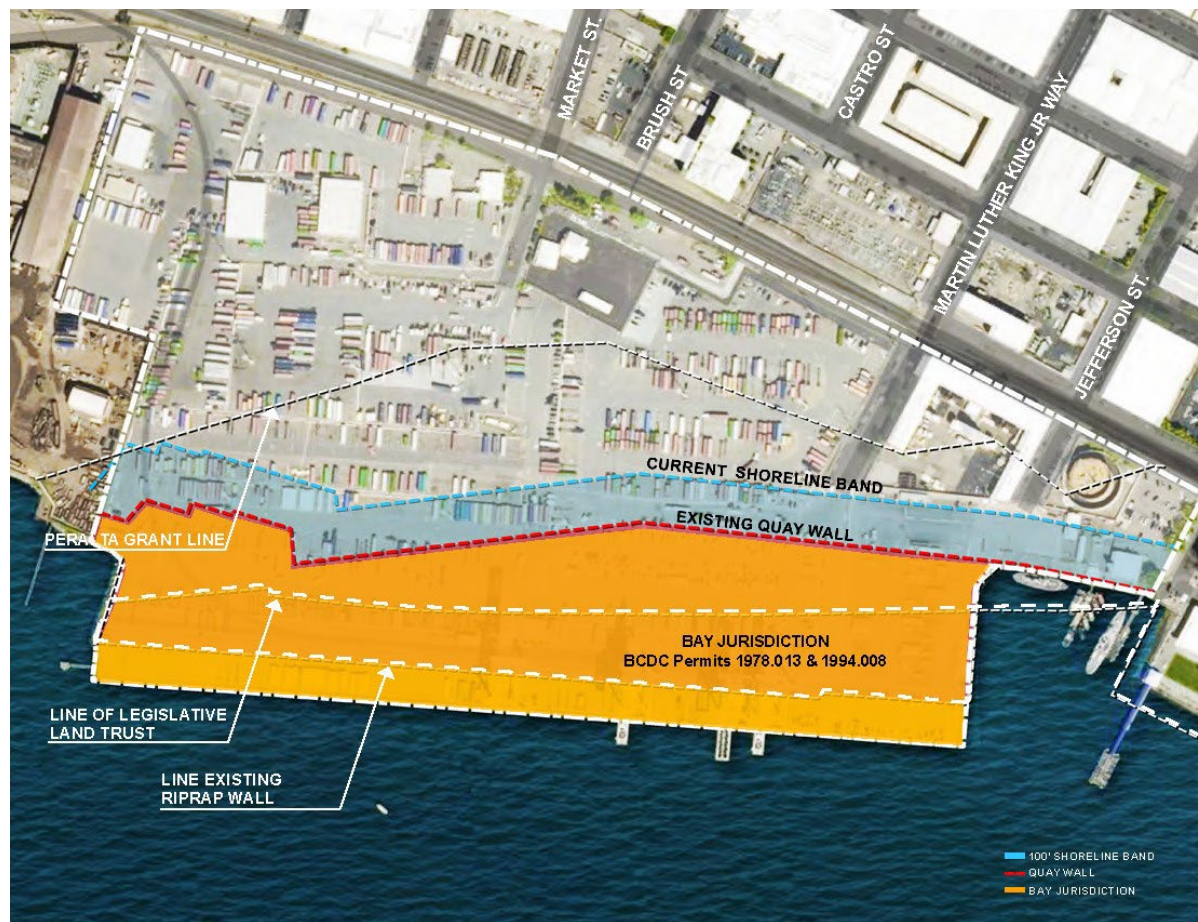 MARKET ST.
BRUSH ST
CASTRO ST
MARTIN LUTHER KING JR WAY
JEFFERSON ST.
CURRENT SHORELINE BAND
EXISTING QUAY WALL
PERALTA GRANT LINE
BAY JURISDICTION
BCDC Permits 1978.013 & 1994.008
LINE OF LEGISLATIVE
LAND TRUST
LINE EXISTING
RIPRAP WALL
100' SHORELINE BAND
QUAY WALL
BAY JURISDICTION